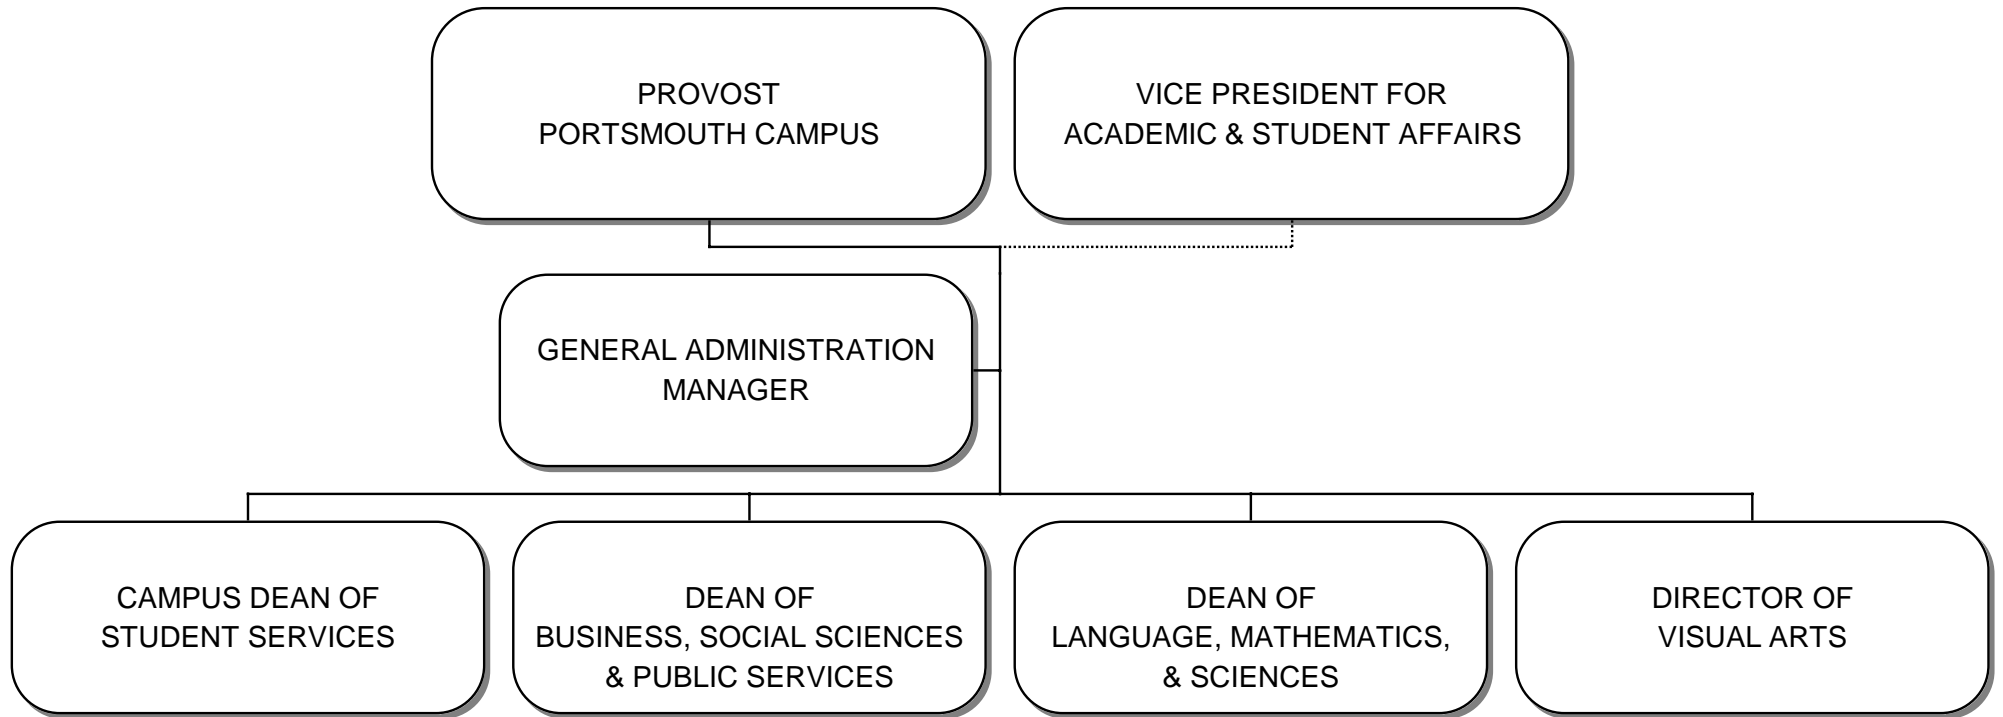 PROVOST
PORTSMOUTH CAMPUS
VICE PRESIDENT FOR
ACADEMIC & STUDENT AFFAIRS
GENERAL ADMINISTRATION
MANAGER
CAMPUS DEAN OF
STUDENT SERVICES
DEAN OF
BUSINESS, SOCIAL SCIENCES
& PUBLIC SERVICES
DEAN OF
LANGUAGE, MATHEMATICS,
& SCIENCES
DIRECTOR OF
VISUAL ARTS